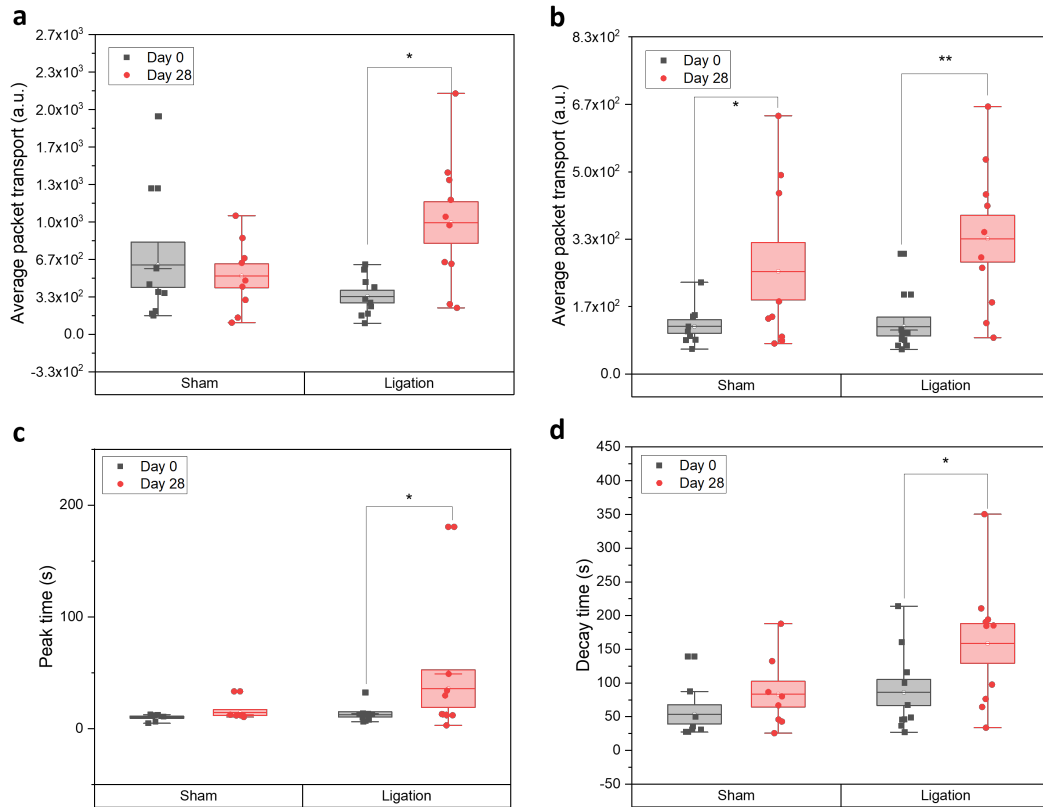 a
Average packet transport (a.u.)
2.7x10³
2.3x10³
2.0x10³
1.7x10³
1.3x10³
1.0x10³
6.7x10²
3.3x10²
0.0
-3.3x10²
Day 0
Day 28
*
Sham
Ligation
b
Average packet transport (a.u.)
8.3x10²
6.7x10²
5.0x10²
3.3x10²
1.7x10²
0.0
Day 0
Day 28
*
**
Sham
Ligation
c
Peak time (s)
200
100
0
Day 0
Day 28
*
Sham
Ligation
d
Decay time (s)
450
400
350
300
250
200
150
100
50
0
-50
Day 0
Day 28
*
Sham
Ligation